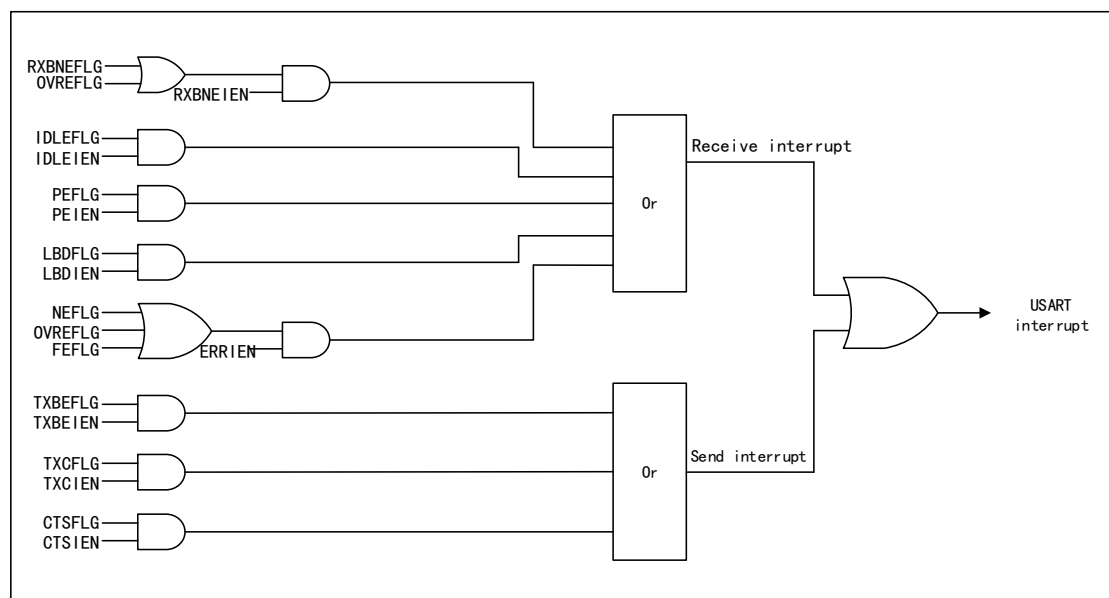 RXBNEFLG
OVREFLG
RXBNEIEN
IDLEFLG
IDLEIEN
PEFLG
PEIEN
LBDFLG
LBDIEN
NEFLG
OVREFLG
FEFLG
ERRIEN
Or
Receive interrupt
TXBEFLG
TXBEIEN
TXCFLG
TXCIEN
CTSFLG
CTSIEN
Or
Send interrupt
USART
interrupt